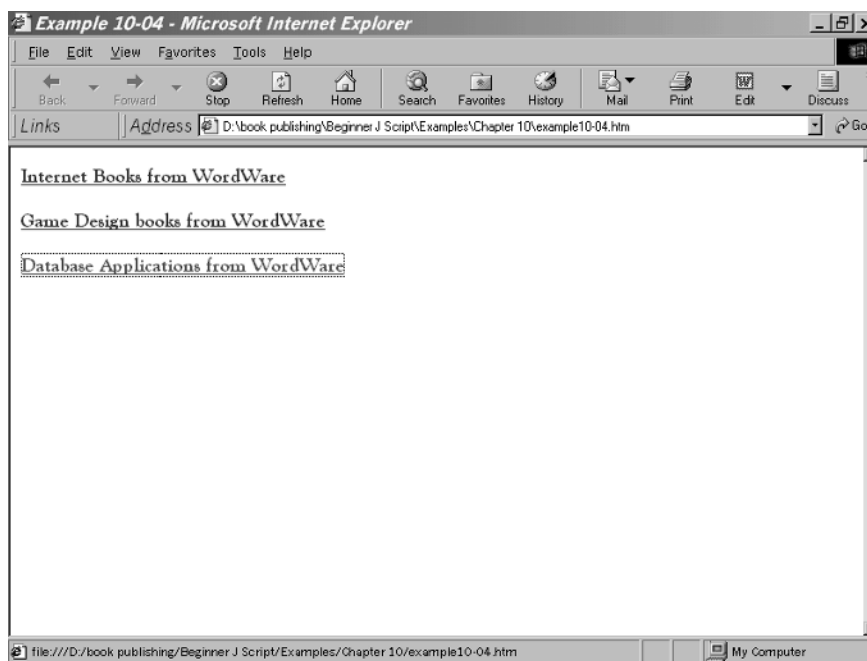 Example 10-04 - Microsoft Internet Explorer
File Edit View Favorites Tools Help
Back Forward Stop Refresh Home Search Favorites History Mail Print Edit Discuss
Links Address D:\book publishing\Beginner J Script\Examples\Chapter 10\example10-04.htm Go
Internet Books from WordWare
Game Design books from WordWare
Database Applications from WordWare
file:///D:/book publishing/Beginner J Script/Examples/Chapter 10/example10-04.htm My Computer